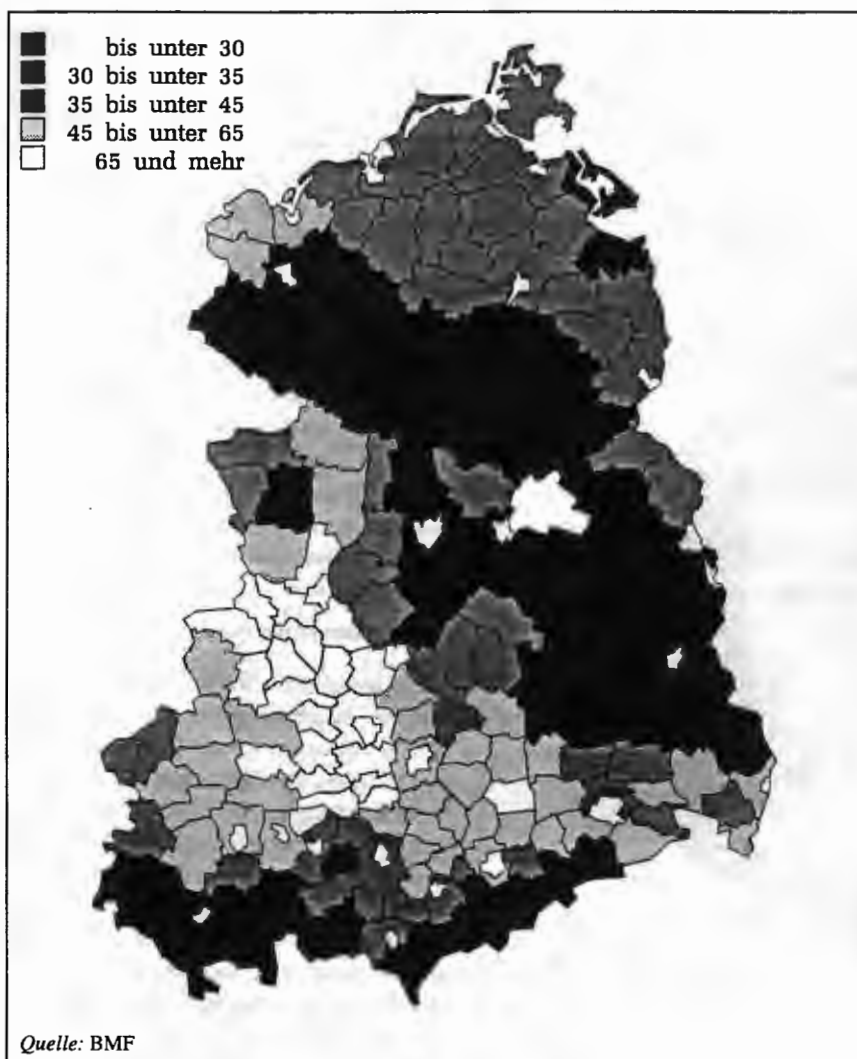 bis unter 30
30 bis unter 35
35 bis unter 45
45 bis unter 65
65 und mehr
Quelle: BMF